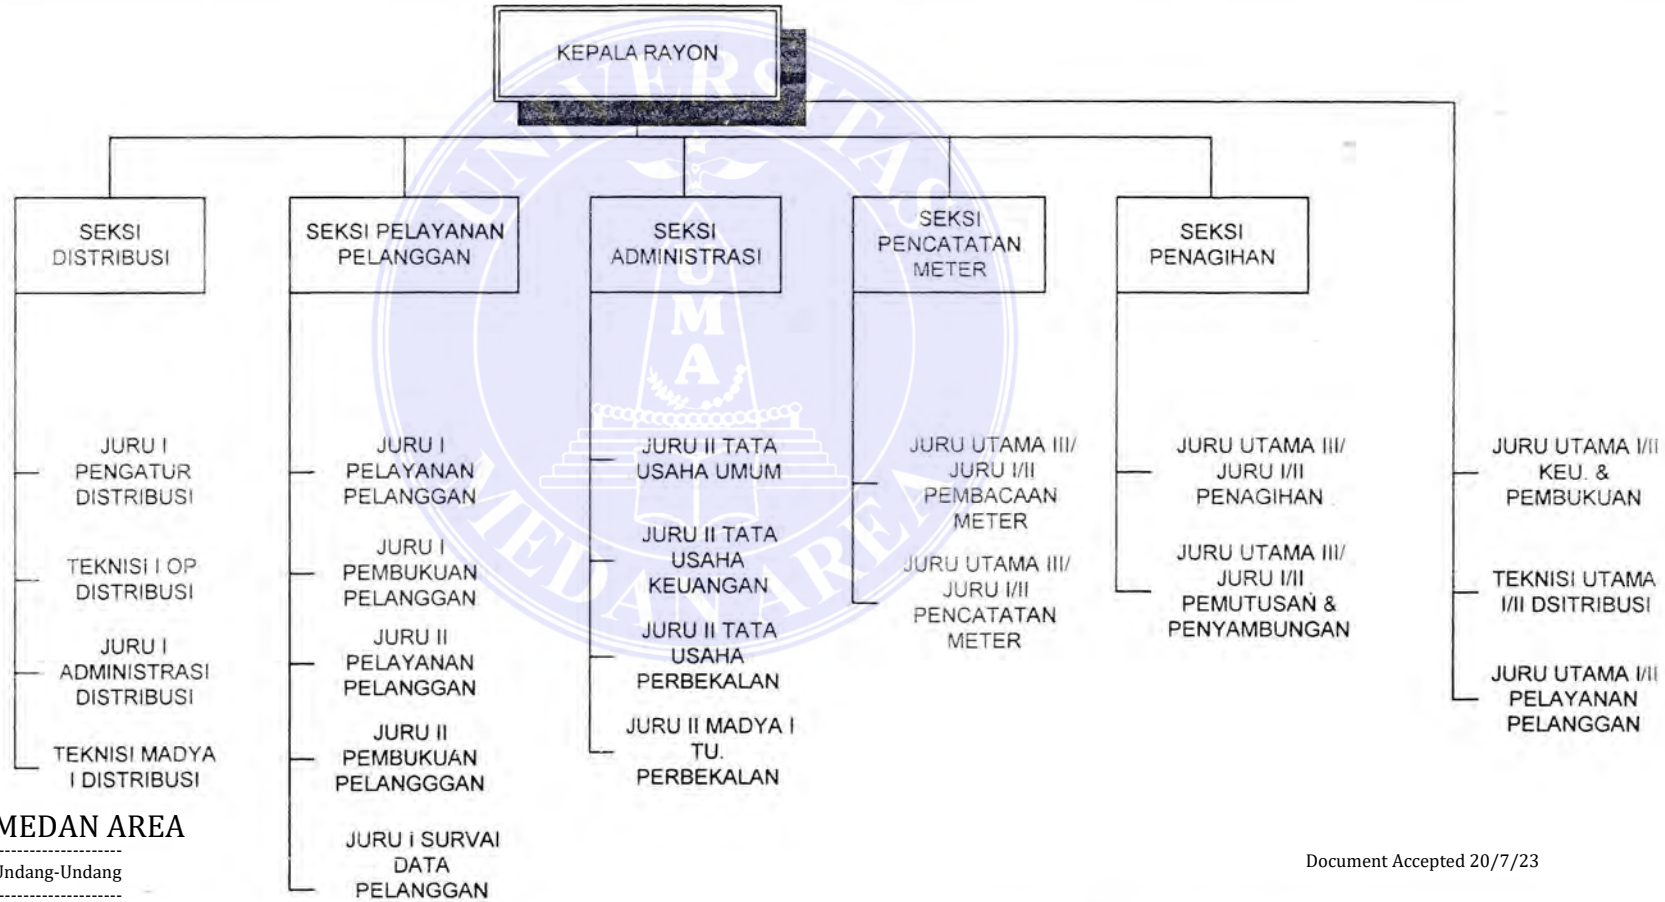 KEPALA RAYON
SEKSI
DISTRIBUSI
SEKSI PELAYANAN
PELANGGAN
SEKSI
ADMINISTRASI
SEKSI
PENCATATAN
METER
SEKSI
PENAGIHAN
JURU I
PENGATUR
DISTRIBUSI
TEKNISI I OP
DISTRIBUSI
JURU I
ADMINISTRASI
DISTRIBUSI
TEKNISI MADYA
I DISTRIBUSI
JURU I
PELAYANAN
PELANGGAN
JURU I
PEMBUKUAN
PELANGGAN
JURU II
PELAYANAN
PELANGGAN
JURU II
PEMBUKUAN
PELANGGGAN
JURU i SURVAI
DATA
PELANGGAN
JURU II TATA
USAHA UMUM
JURU II TATA
USAHA
KEUANGAN
JURU II TATA
USAHA
PERBEKALAN
JURU II MADYA I
TU.
PERBEKALAN
JURU UTAMA III/
JURU I/II
PEMBACAAN
METER
JURU UTAMA III/
JURU I/II
PENCATATAN
METER
JURU UTAMA III/
JURU I/II
PENAGIHAN
JURU UTAMA III/
JURU I/II
PEMUTUSAN &
PENYAMBUNGAN
JURU UTAMA I/II
KEU. &
PEMBUKUAN
TEKNISI UTAMA
I/II DSITRIBUSI
JURU UTAMA I/II
PELAYANAN
PELANGGAN
UNIVERSITAS
UMA
MEDAN AREA
MEDAN AREA
Undang-Undang
Document Accepted 20/7/23